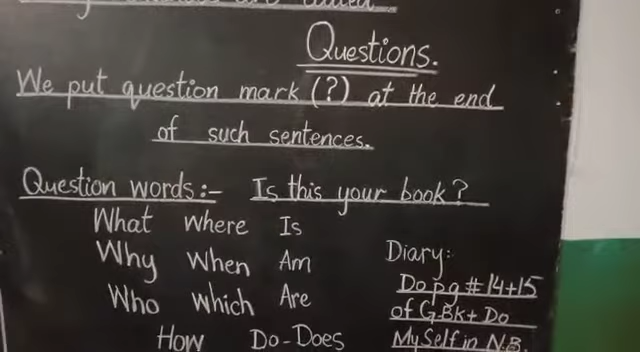 Questions.
We put question mark (?) at the end
of such sentences.
Question words:- Is this your book?
What Where Is
Why When Am
Who Which Are
How Do-Does
Diary:
Do pg # 14+15
of G.Bk + Do
MySelf in N.B.